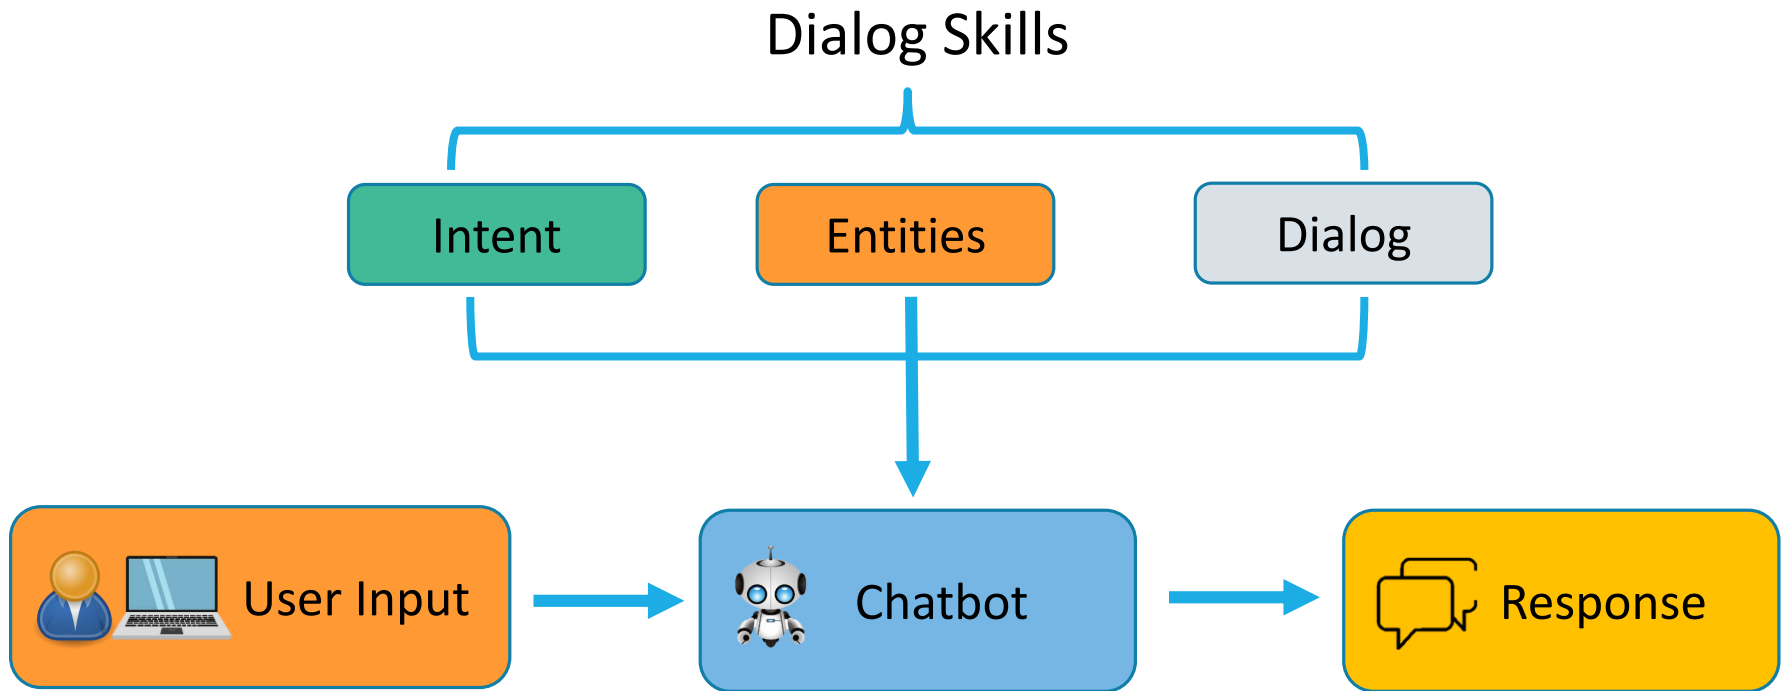 Dialog Skills
Intent
Entities
Dialog
User Input
Chatbot
Response